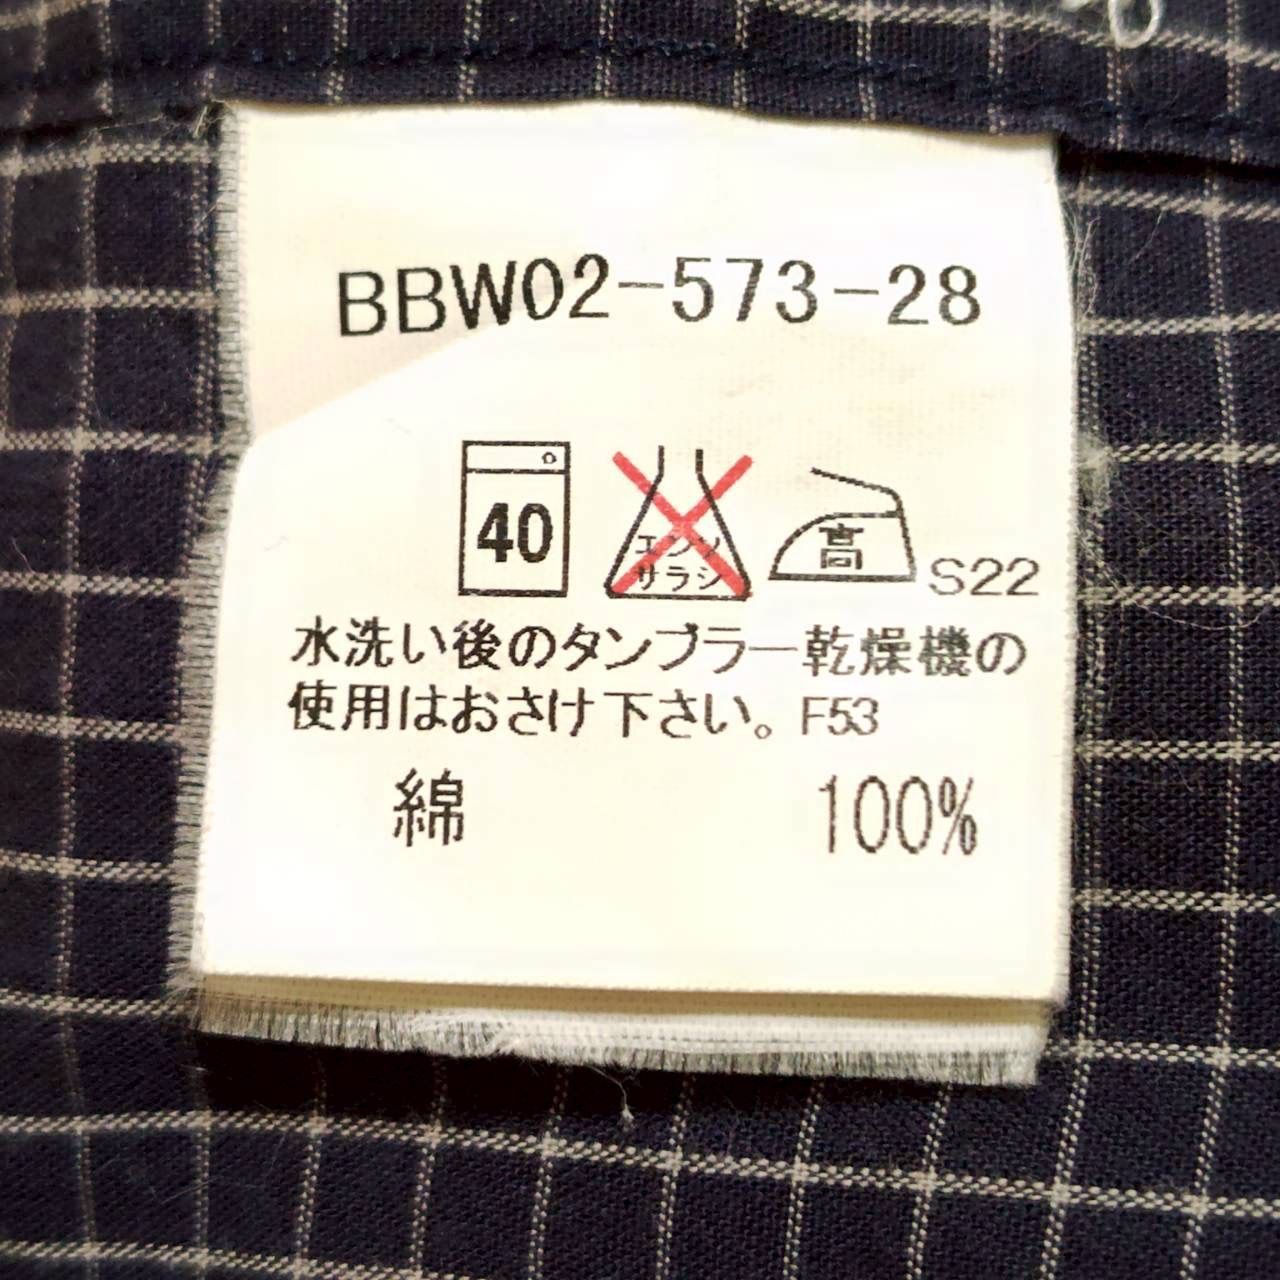 BBW02-573-28
40 エンソ 高 S22
サラシ
水洗い後のタンブラー乾燥機の
使用はおさけ下さい。F53
綿 100%